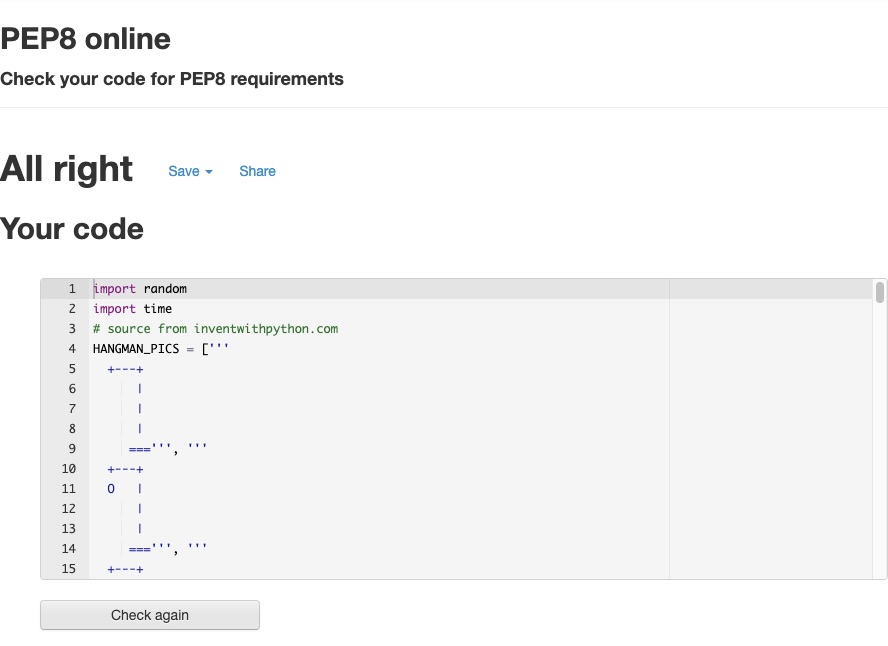 PEP8 online
Check your code for PEP8 requirements
All right Save Share
Your code
1 import random
2 import time
3 # source from inventwithpython.com
4 HANGMAN_PICS = ['''
5   +---+
6       |
7       |
8       |
9      ===''', '''
10   +---+
11   O   |
12       |
13       |
14      ===''', '''
15   +---+
Check again